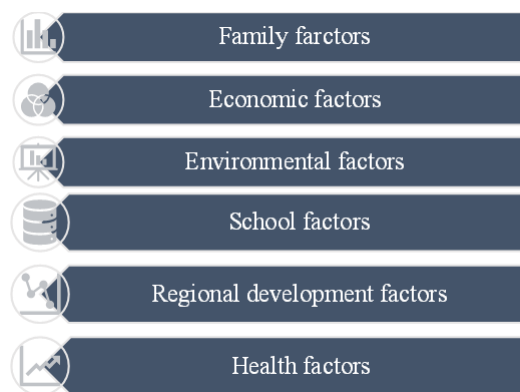 Family farctors
Economic factors
Environmental factors
School factors
Regional development factors
Health factors